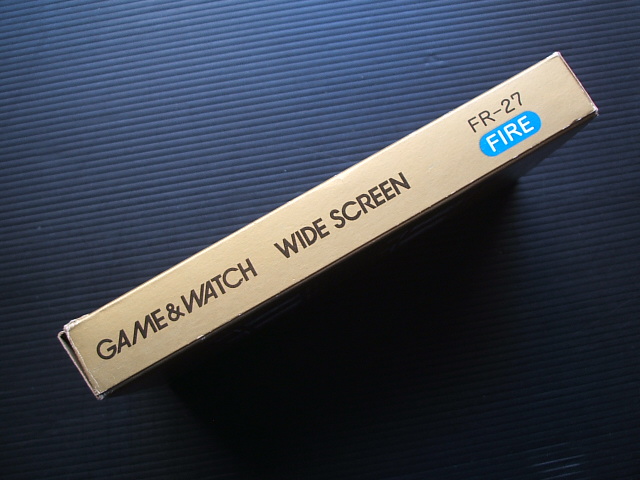 GAME & WATCH WIDE SCREEN
FR-27
FIRE